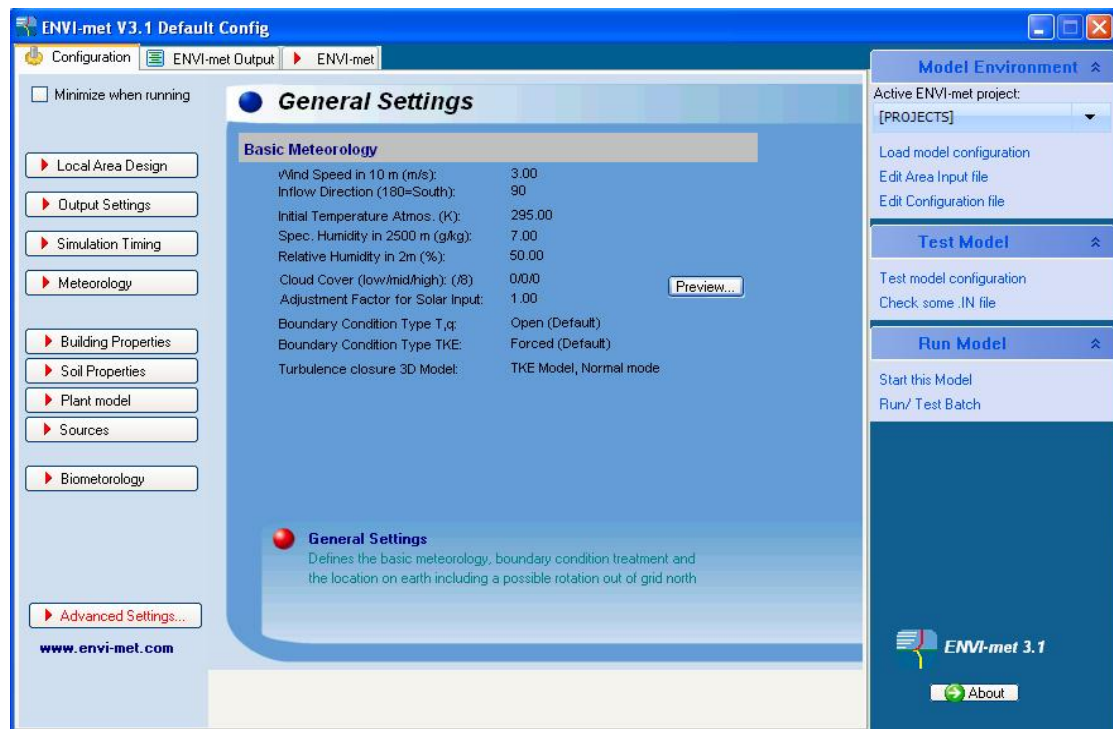 ENVI-met V3.1 Default Config
Configuration
ENVI-met Output
ENVI-met
Minimize when running
Local Area Design
Output Settings
Simulation Timing
Meteorology
Building Properties
Soil Properties
Plant model
Sources
Biometorology
Advanced Settings...
www.envi-met.com
General Settings
Basic Meteorology
Wind Speed in 10 m (m/s): 3.00
Inflow Direction (180=South): 90
Initial Temperature Atmos. (K): 295.00
Spec. Humidity in 2500 m (g/kg): 7.00
Relative Humidity in 2m (%): 50.00
Cloud Cover (low/mid/high): (/8) 0/0/0
Preview...
Adjustment Factor for Solar Input: 1.00
Boundary Condition Type T,q: Open (Default)
Boundary Condition Type TKE: Forced (Default)
Turbulence closure 3D Model: TKE Model, Normal mode
General Settings
Defines the basic meteorology, boundary condition treatment and
the location on earth including a possible rotation out of grid north
Model Environment
Active ENVI-met project:
[PROJECTS]
Load model configuration
Edit Area Input file
Edit Configuration file
Test Model
Test model configuration
Check some .IN file
Run Model
Start this Model
Run/ Test Batch
ENVI-met 3.1
About